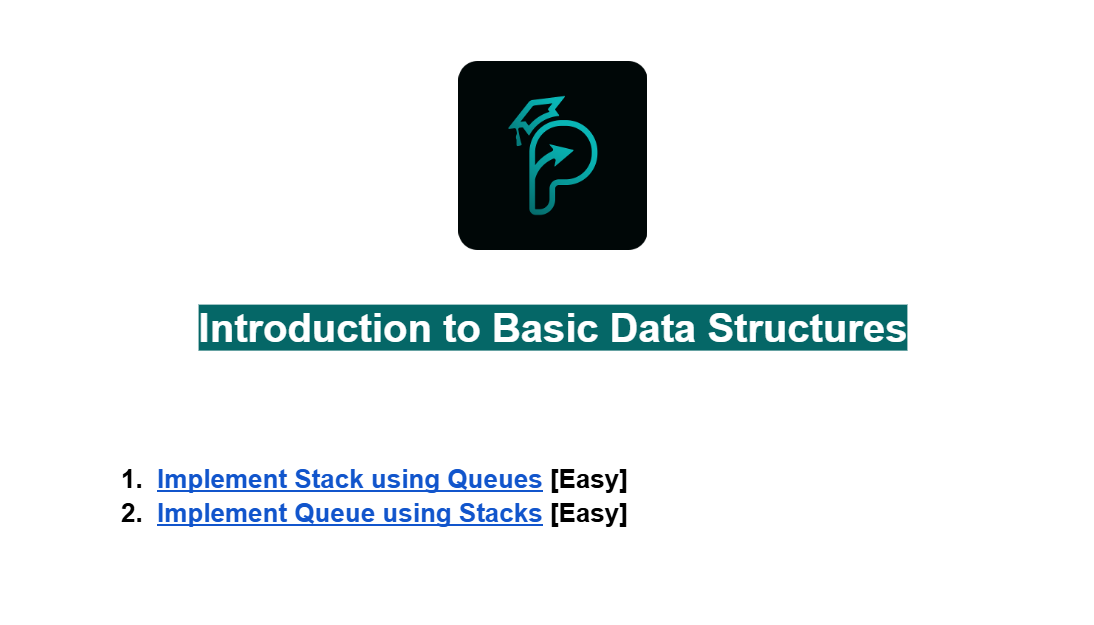 Introduction to Basic Data Structures
1. Implement Stack using Queues [Easy]
2. Implement Queue using Stacks [Easy]